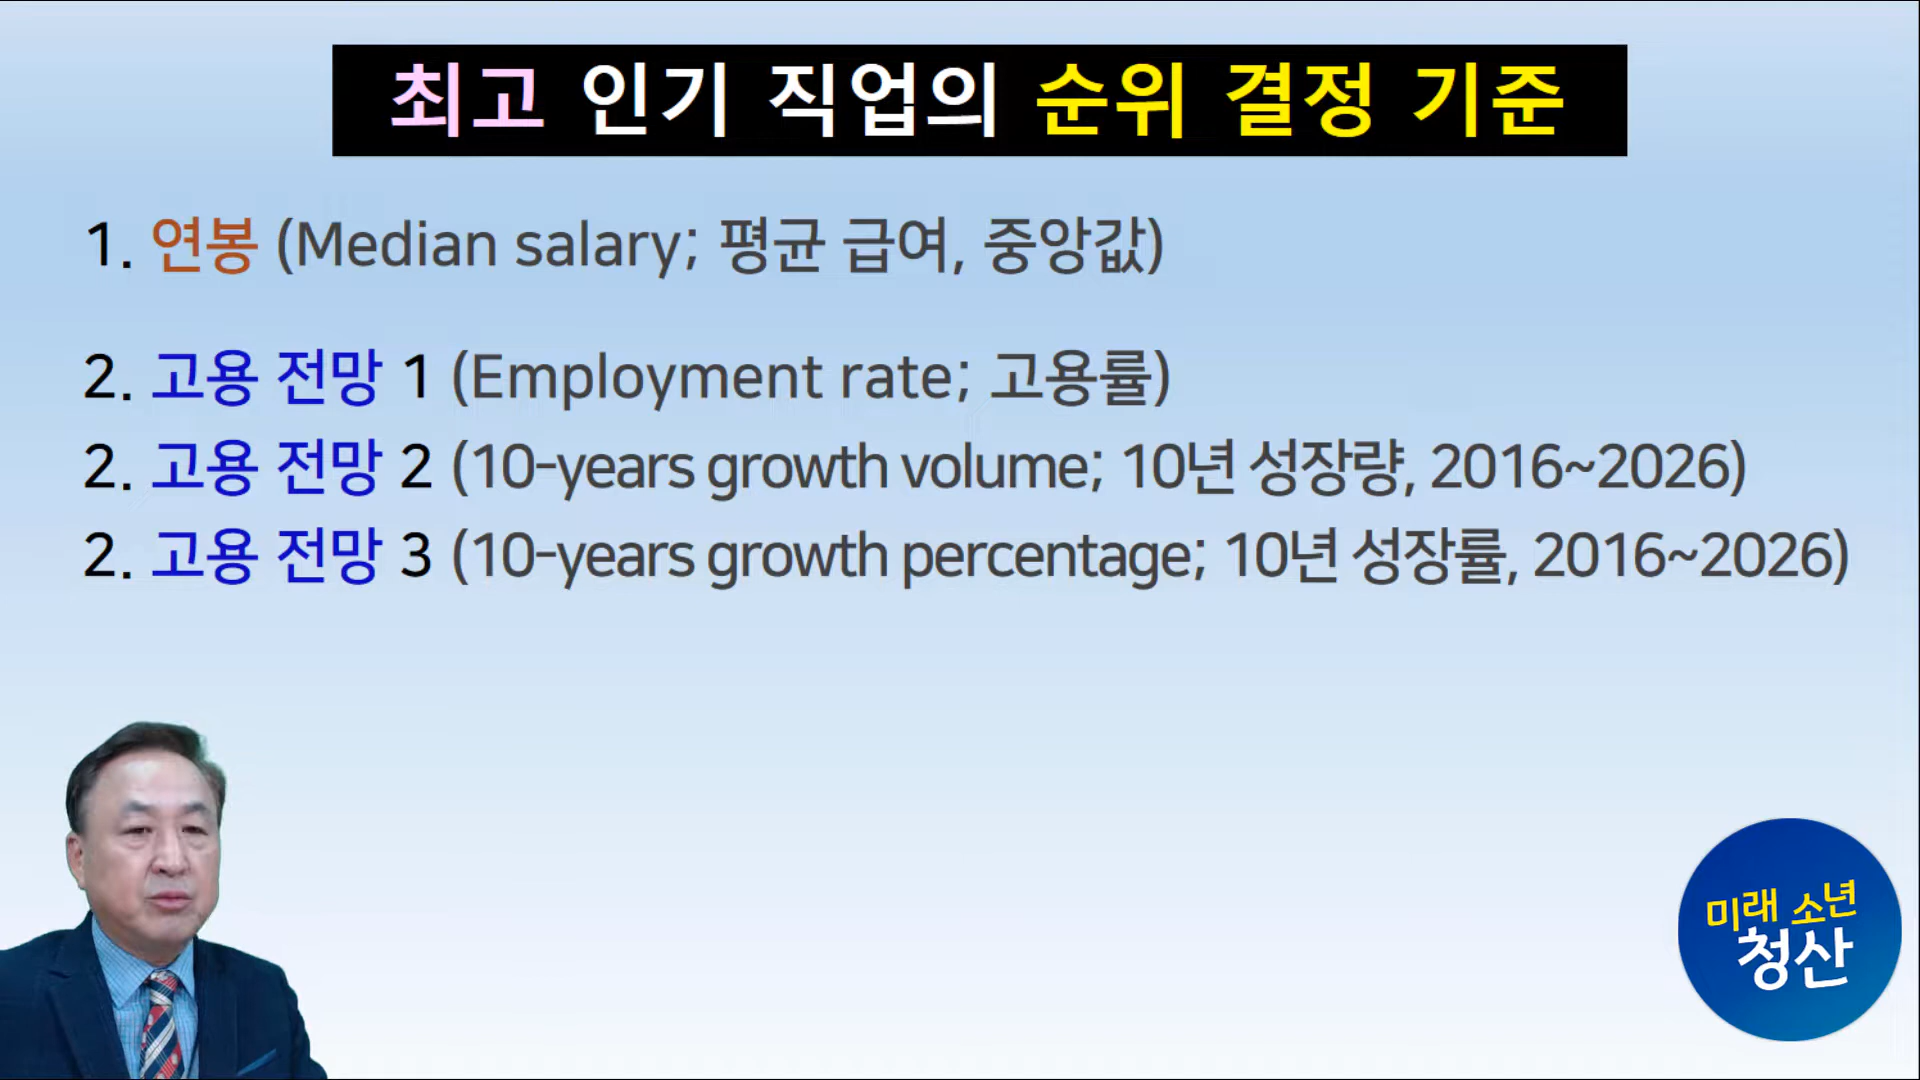 최고 인기 직업의 순위 결정 기준
1. 연봉 (Median salary; 평균 급여, 중앙값)
2. 고용 전망 1 (Employment rate; 고용률)
2. 고용 전망 2 (10-years growth volume; 10년 성장량, 2016~2026)
2. 고용 전망 3 (10-years growth percentage; 10년 성장률, 2016~2026)
미래 소년
청산